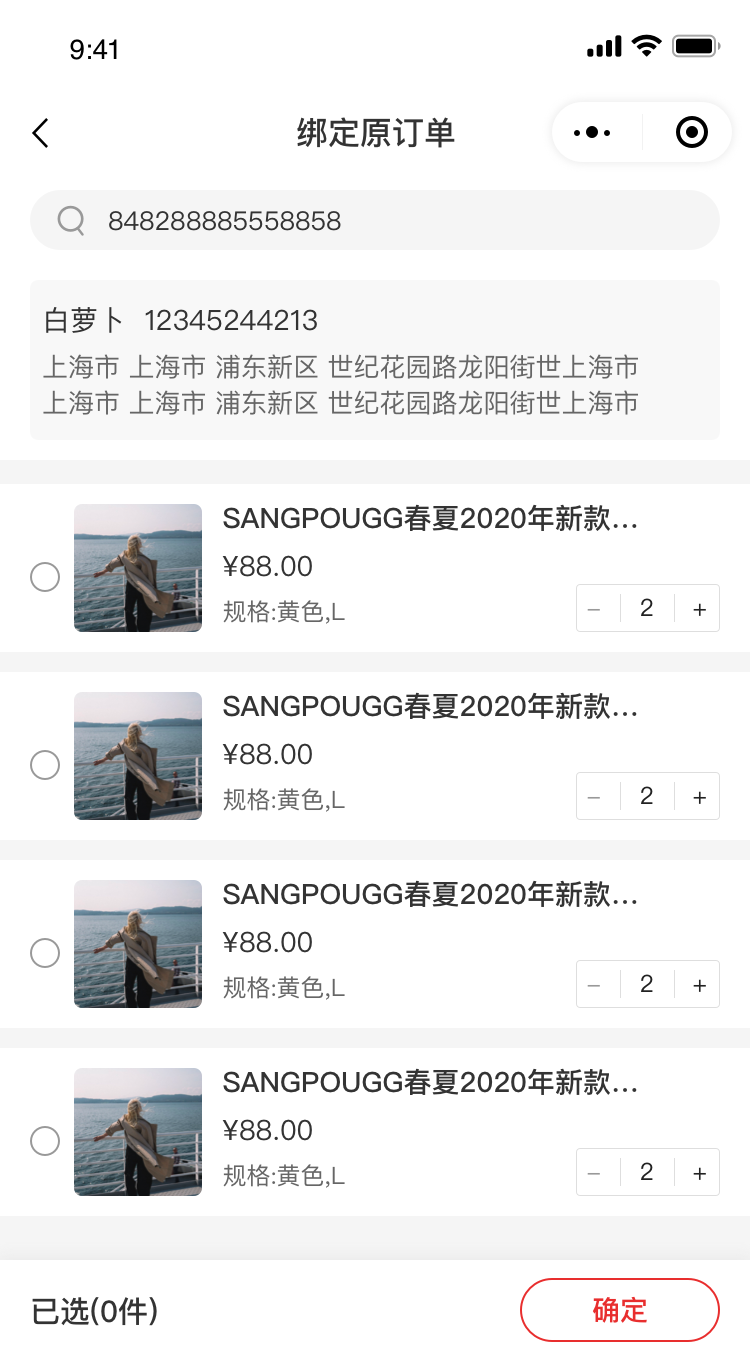 9:41
绑定原订单
848288885558858
白萝卜 12345244213
上海市 上海市 浦东新区 世纪花园路龙阳街世上海市
上海市 上海市 浦东新区 世纪花园路龙阳街世上海市
SANGPOUGG春夏2020年新款...
¥88.00
规格:黄色,L
− 2 +
SANGPOUGG春夏2020年新款...
¥88.00
规格:黄色,L
− 2 +
SANGPOUGG春夏2020年新款...
¥88.00
规格:黄色,L
− 2 +
SANGPOUGG春夏2020年新款...
¥88.00
规格:黄色,L
− 2 +
已选(0件)
确定